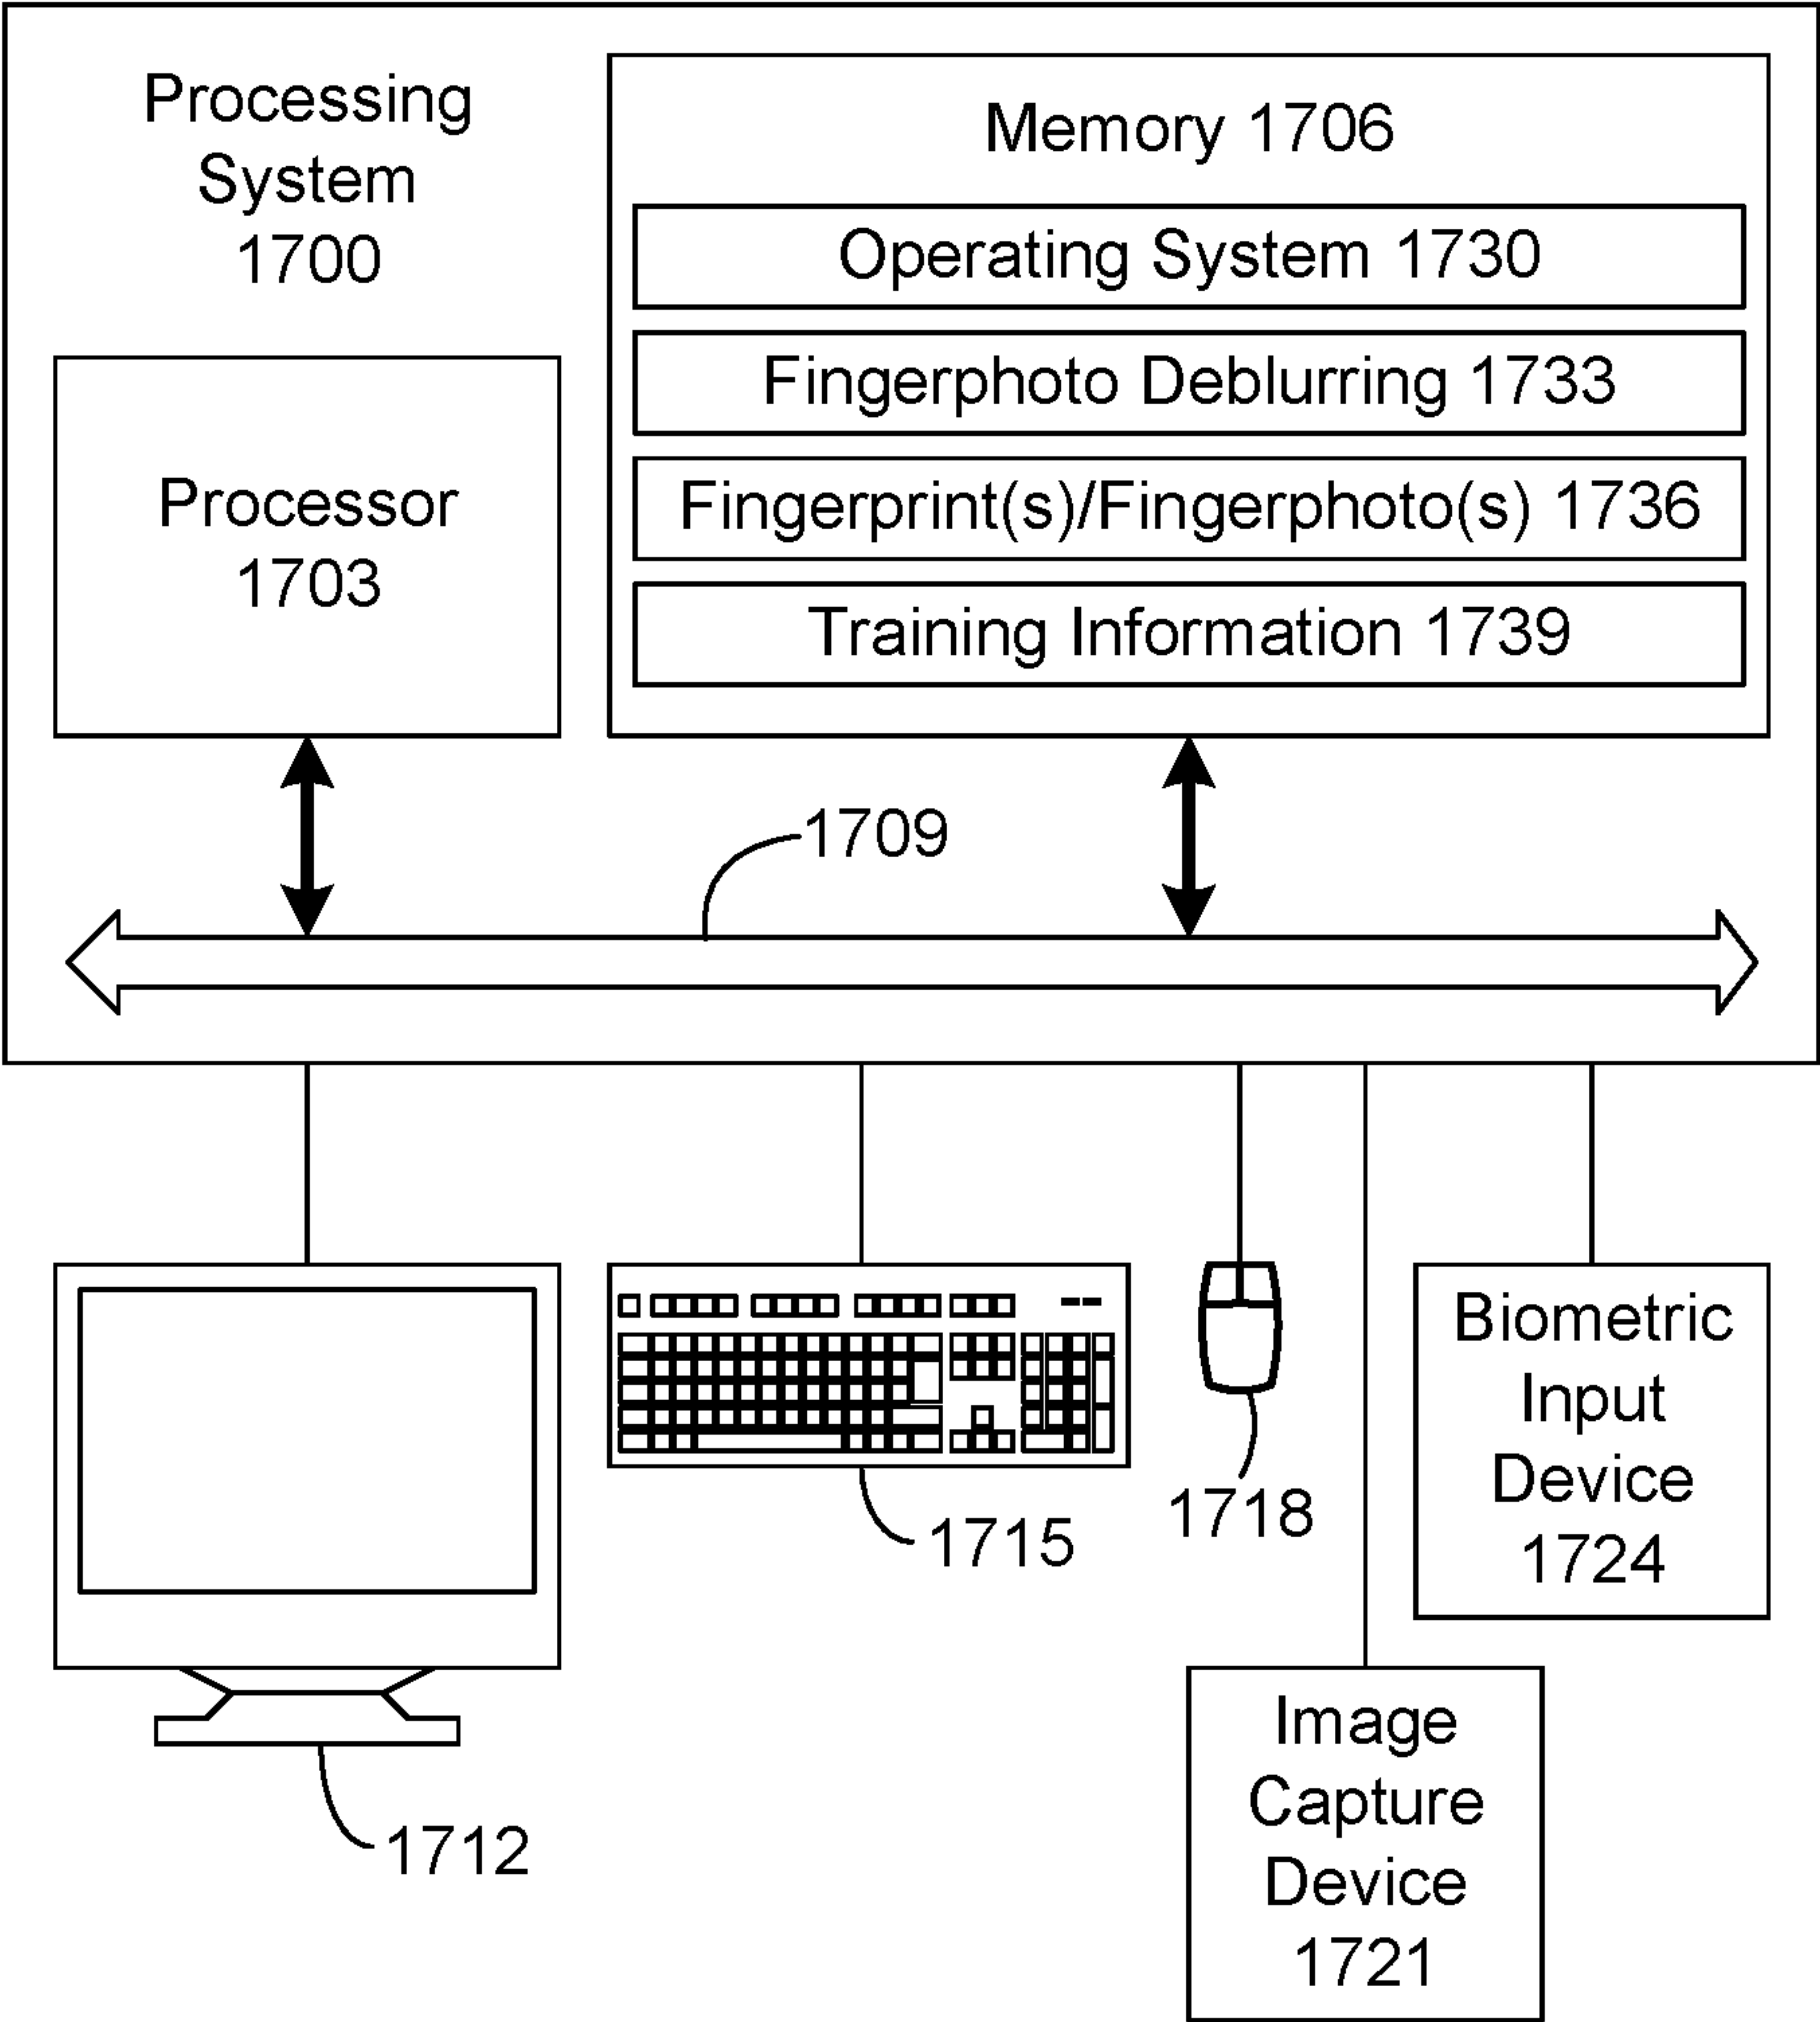 Processing
System
1700
Memory 1706
Operating System 1730
Fingerphoto Deblurring 1733
Fingerprint(s)/Fingerphoto(s) 1736
Training Information 1739
Processor
1703
1709
1712
1715
1718
Biometric
Input
Device
1724
Image
Capture
Device
1721